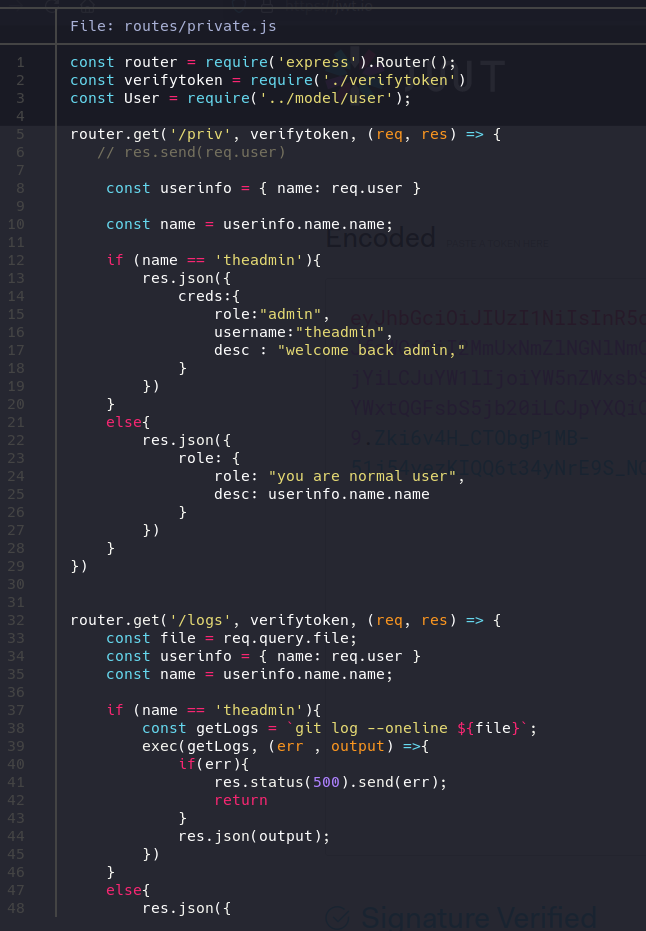 File: routes/private.js
1 const router = require('express').Router();
2 const verifytoken = require('./verifytoken')
3 const User = require('../model/user');
4
5 router.get('/priv', verifytoken, (req, res) => {
6    // res.send(req.user)
7
8     const userinfo = { name: req.user }
9
10     const name = userinfo.name.name;
11
12     if (name == 'theadmin'){
13         res.json({
14             creds:{
15                 role:"admin",
16                 username:"theadmin",
17                 desc : "welcome back admin,"
18             }
19         })
20     }
21     else{
22         res.json({
23             role: {
24                 role: "you are normal user",
25                 desc: userinfo.name.name
26             }
27         })
28     }
29 })
30
31
32 router.get('/logs', verifytoken, (req, res) => {
33     const file = req.query.file;
34     const userinfo = { name: req.user }
35     const name = userinfo.name.name;
36
37     if (name == 'theadmin'){
38         const getLogs = `git log --oneline ${file}`;
39         exec(getLogs, (err , output) =>{
40             if(err){
41                 res.status(500).send(err);
42                 return
43             }
44             res.json(output);
45         })
46     }
47     else{
48         res.json({
Encoded
Signature Verified